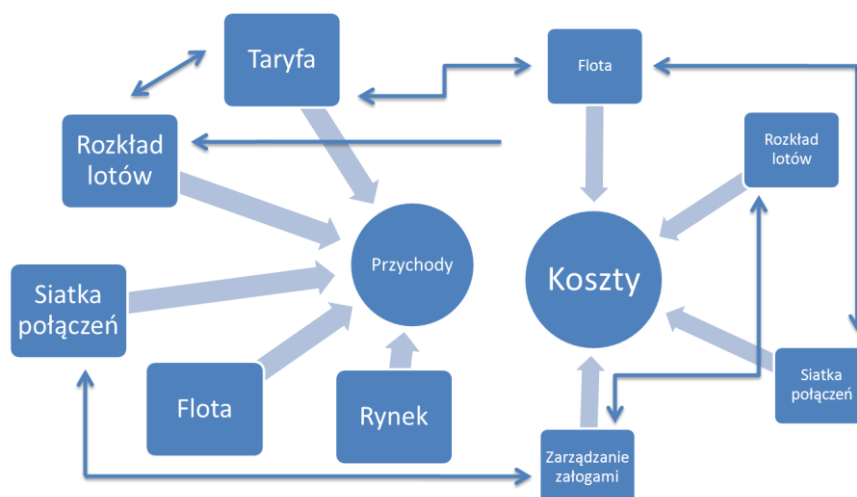 Taryfa
Flota
Rozkład
lotów
Rozkład
lotów
Przychody
Koszty
Siatka
połączeń
Siatka
połączeń
Flota
Rynek
Zarządzanie
załogami